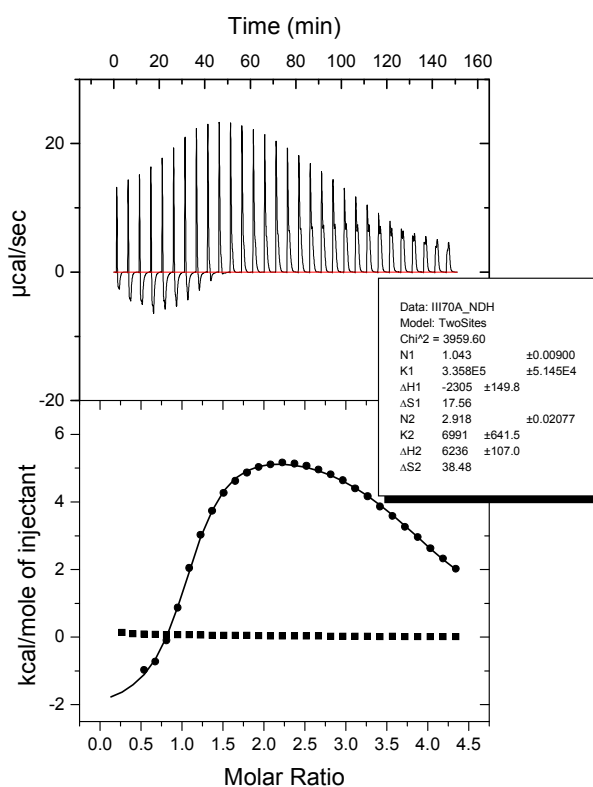 Time (min)
0 20 40 60 80 100 120 140 160
20
0
-20
µcal/sec
Data: III70A_NDH
Model: TwoSites
Chi^2 = 3959.60
N1 1.043 ±0.00900
K1 3.358E5 ±5.145E4
ΔH1 -2305 ±149.8
ΔS1 17.56
N2 2.918 ±0.02077
K2 6991 ±641.5
ΔH2 6236 ±107.0
ΔS2 38.48
6
4
2
0
-2
kcal/mole of injectant
0.0 0.5 1.0 1.5 2.0 2.5 3.0 3.5 4.0 4.5
Molar Ratio